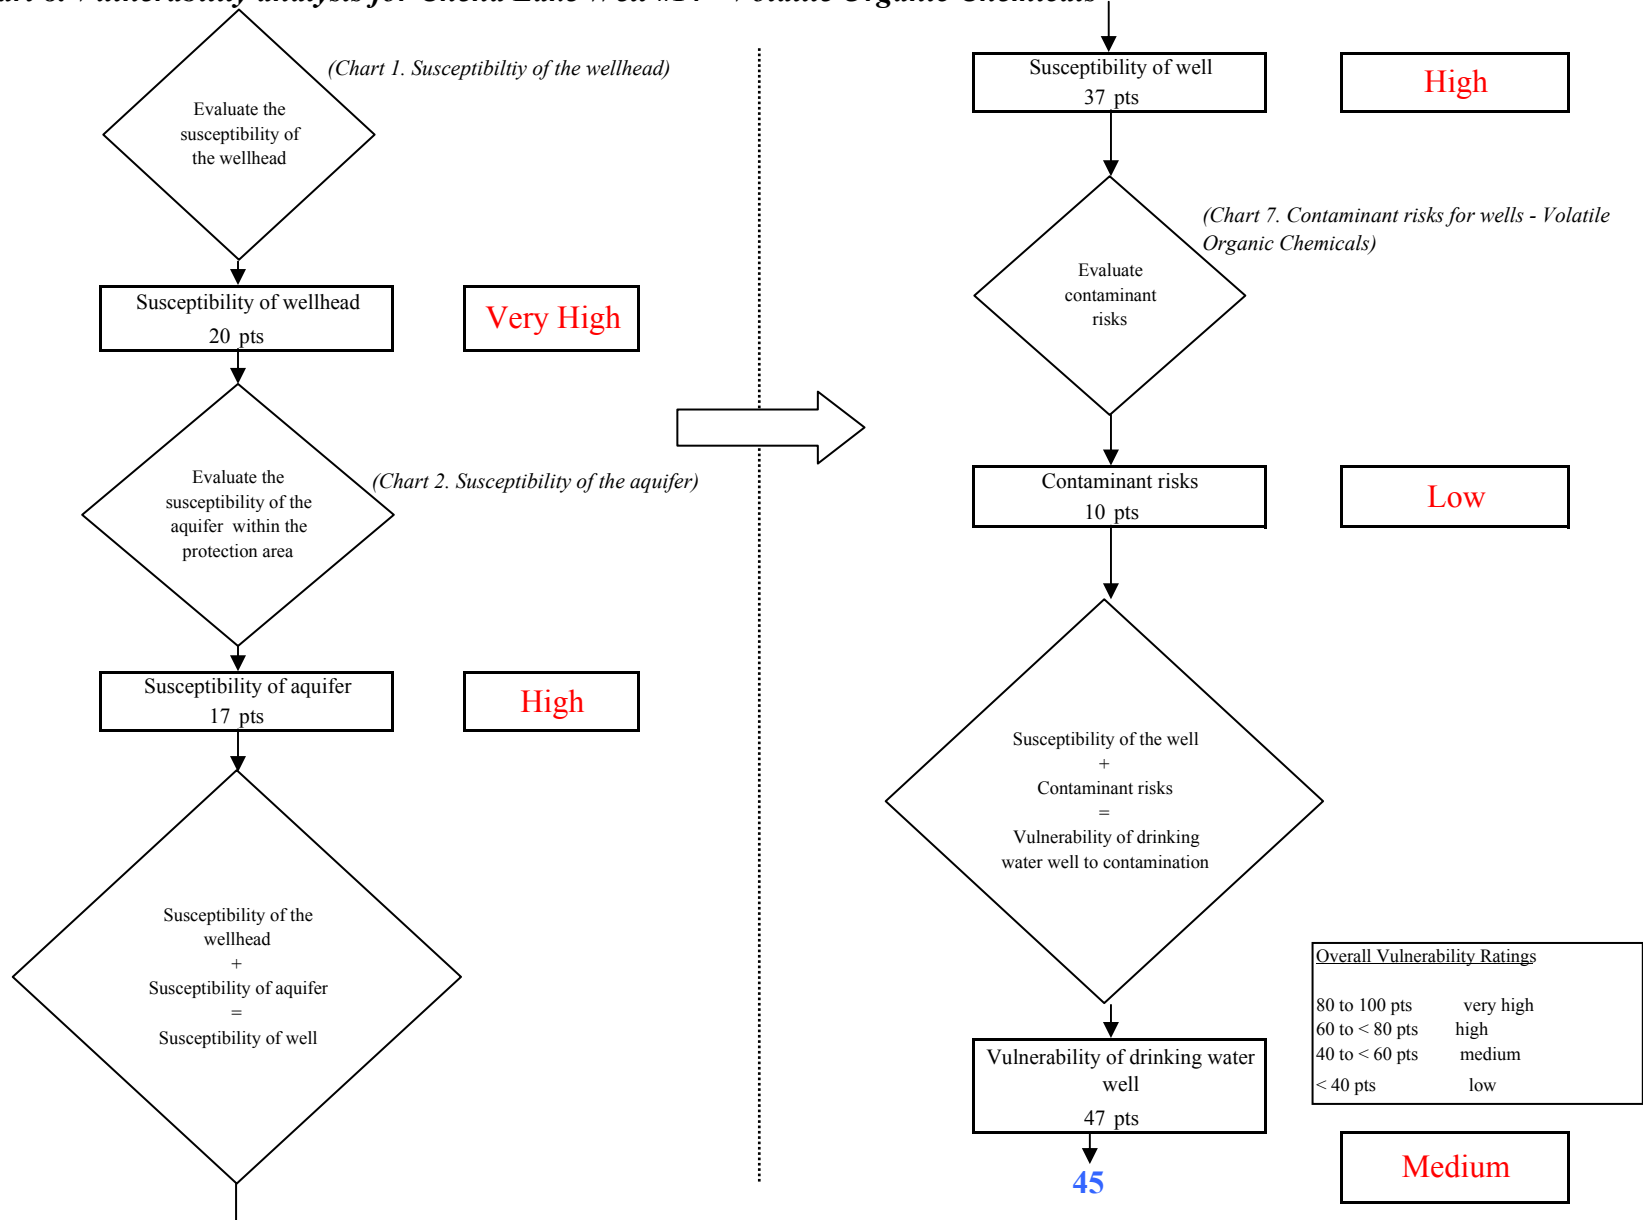 (Chart 1. Susceptibiltiy of the wellhead)
Evaluate the
susceptibility of
the wellhead
Susceptibility of wellhead
20 pts
Very High
Evaluate the
susceptibility of the
aquifer within the
protection area
(Chart 2. Susceptibility of the aquifer)
Susceptibility of aquifer
17 pts
High
Susceptibility of the
wellhead
+
Susceptibility of aquifer
=
Susceptibility of well
Susceptibility of well
37 pts
High
(Chart 7. Contaminant risks for wells - Volatile
Organic Chemicals)
Evaluate
contaminant
risks
Contaminant risks
10 pts
Low
Susceptibility of the well
+
Contaminant risks
=
Vulnerability of drinking
water well to contamination
Overall Vulnerability Ratings
80 to 100 pts very high
60 to < 80 pts high
40 to < 60 pts medium
< 40 pts low
Vulnerability of drinking water
well
47 pts
45
Medium